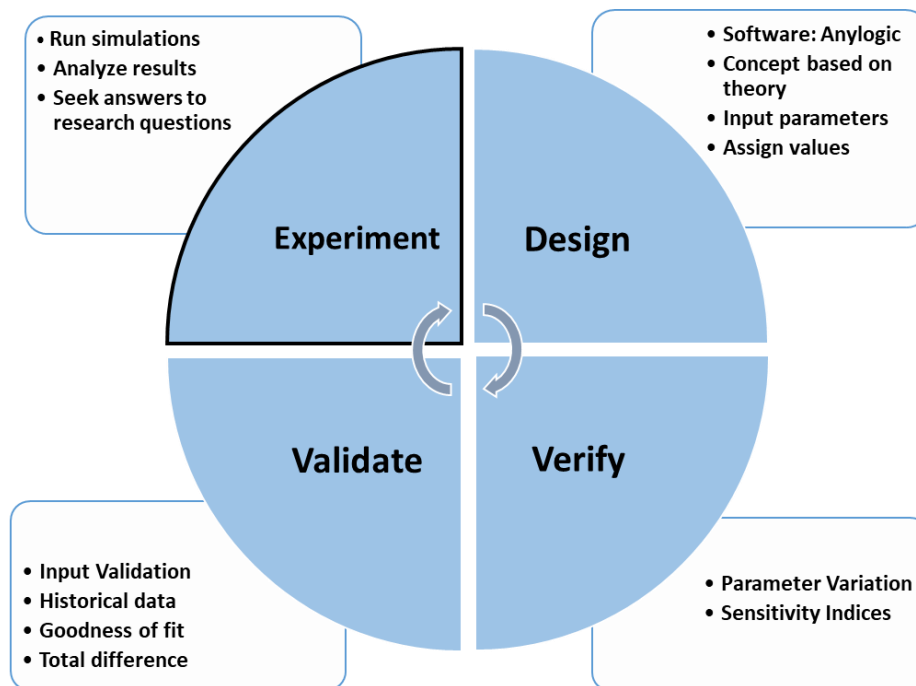 • Run simulations
• Analyze results
• Seek answers to
research questions
• Software: Anylogic
• Concept based on
theory
• Input parameters
• Assign values
Experiment
Design
Validate
Verify
• Input Validation
• Historical data
• Goodness of fit
• Total difference
• Parameter Variation
• Sensitivity Indices